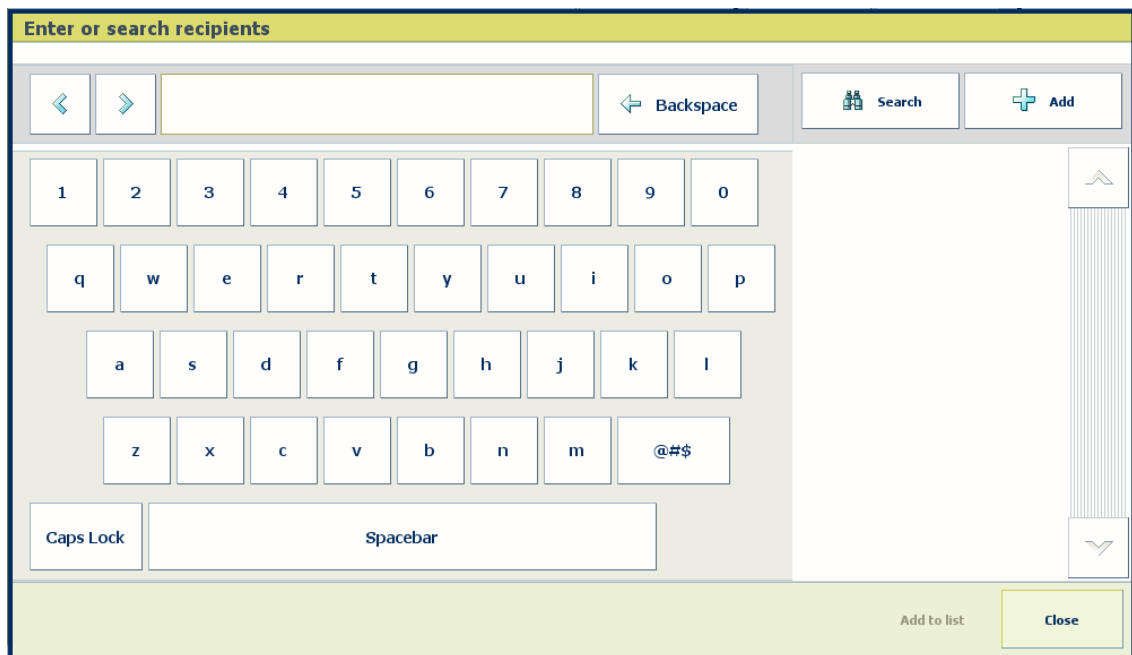 Enter or search recipients
Backspace Search Add
1 2 3 4 5 6 7 8 9 0
q w e r t y u i o p
a s d f g h j k l
z x c v b n m @#$
Caps Lock Spacebar
Add to list Close